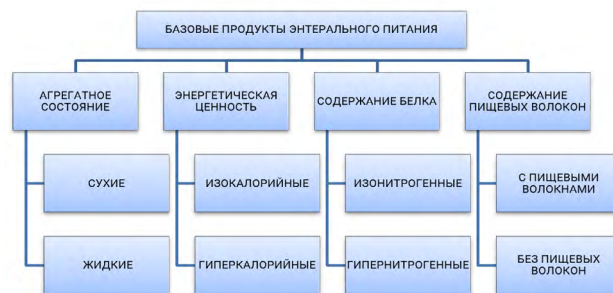 БАЗОВЫЕ ПРОДУКТЫ ЭНТЕРАЛЬНОГО ПИТАНИЯ
АГРЕГАТНОЕ
СОСТОЯНИЕ
ЭНЕРГЕТИЧЕСКАЯ
ЦЕННОСТЬ
СОДЕРЖАНИЕ БЕЛКА
СОДЕРЖАНИЕ
ПИЩЕВЫХ ВОЛОКОН
СУХИЕ
ИЗОКАЛОРИЙНЫЕ
ИЗОНИТРОГЕННЫЕ
С ПИЩЕВЫМИ
ВОЛОКНАМИ
ЖИДКИЕ
ГИПЕРКАЛОРИЙНЫЕ
ГИПЕРНИТРОГЕННЫЕ
БЕЗ ПИЩЕВЫХ
ВОЛОКОН